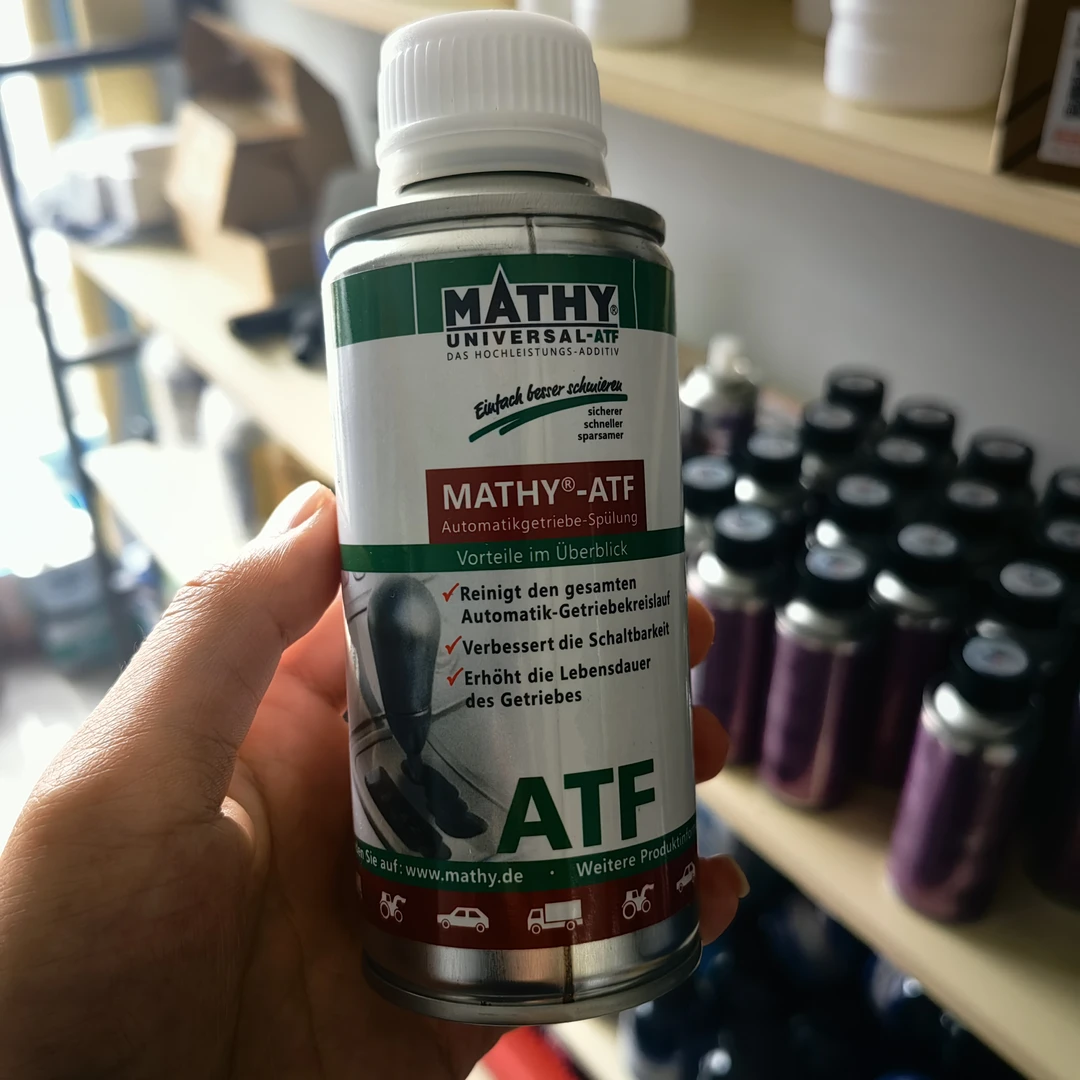 MATHY®
UNIVERSAL-ATF
DAS HOCHLEISTUNGS-ADDITIV
Einfach besser schmieren
sicherer
schneller
sparsamer
MATHY®-ATF
Automatikgetriebe-Spülung
Vorteile im Überblick
✓Reinigt den gesamten
Automatik-Getriebekreislauf
✓Verbessert die Schaltbarkeit
✓Erhöht die Lebensdauer
des Getriebes
ATF
Sie auf: www.mathy.de • Weitere